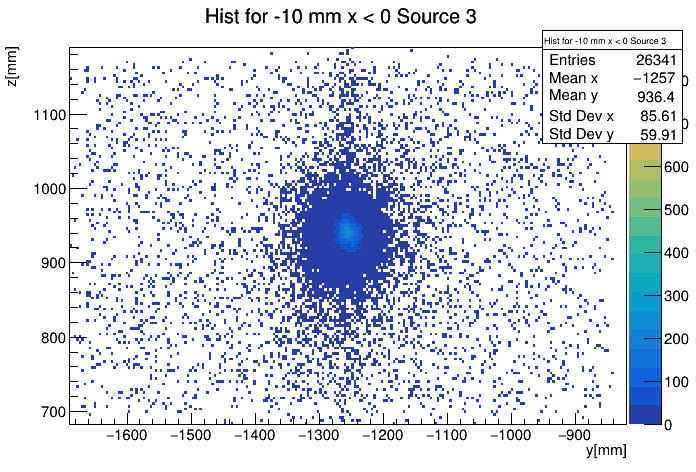 Hist for -10 mm x < 0 Source 3
z[mm]
Hist for -10 mm x < 0 Source 3
Entries 26341
Mean x −1257
Mean y 936.4
Std Dev x 85.61
Std Dev y 59.91
1100
1000
900
800
700
−1600 −1500 −1400 −1300 −1200 −1100 −1000 −900
y[mm]
600
500
400
300
200
100
0